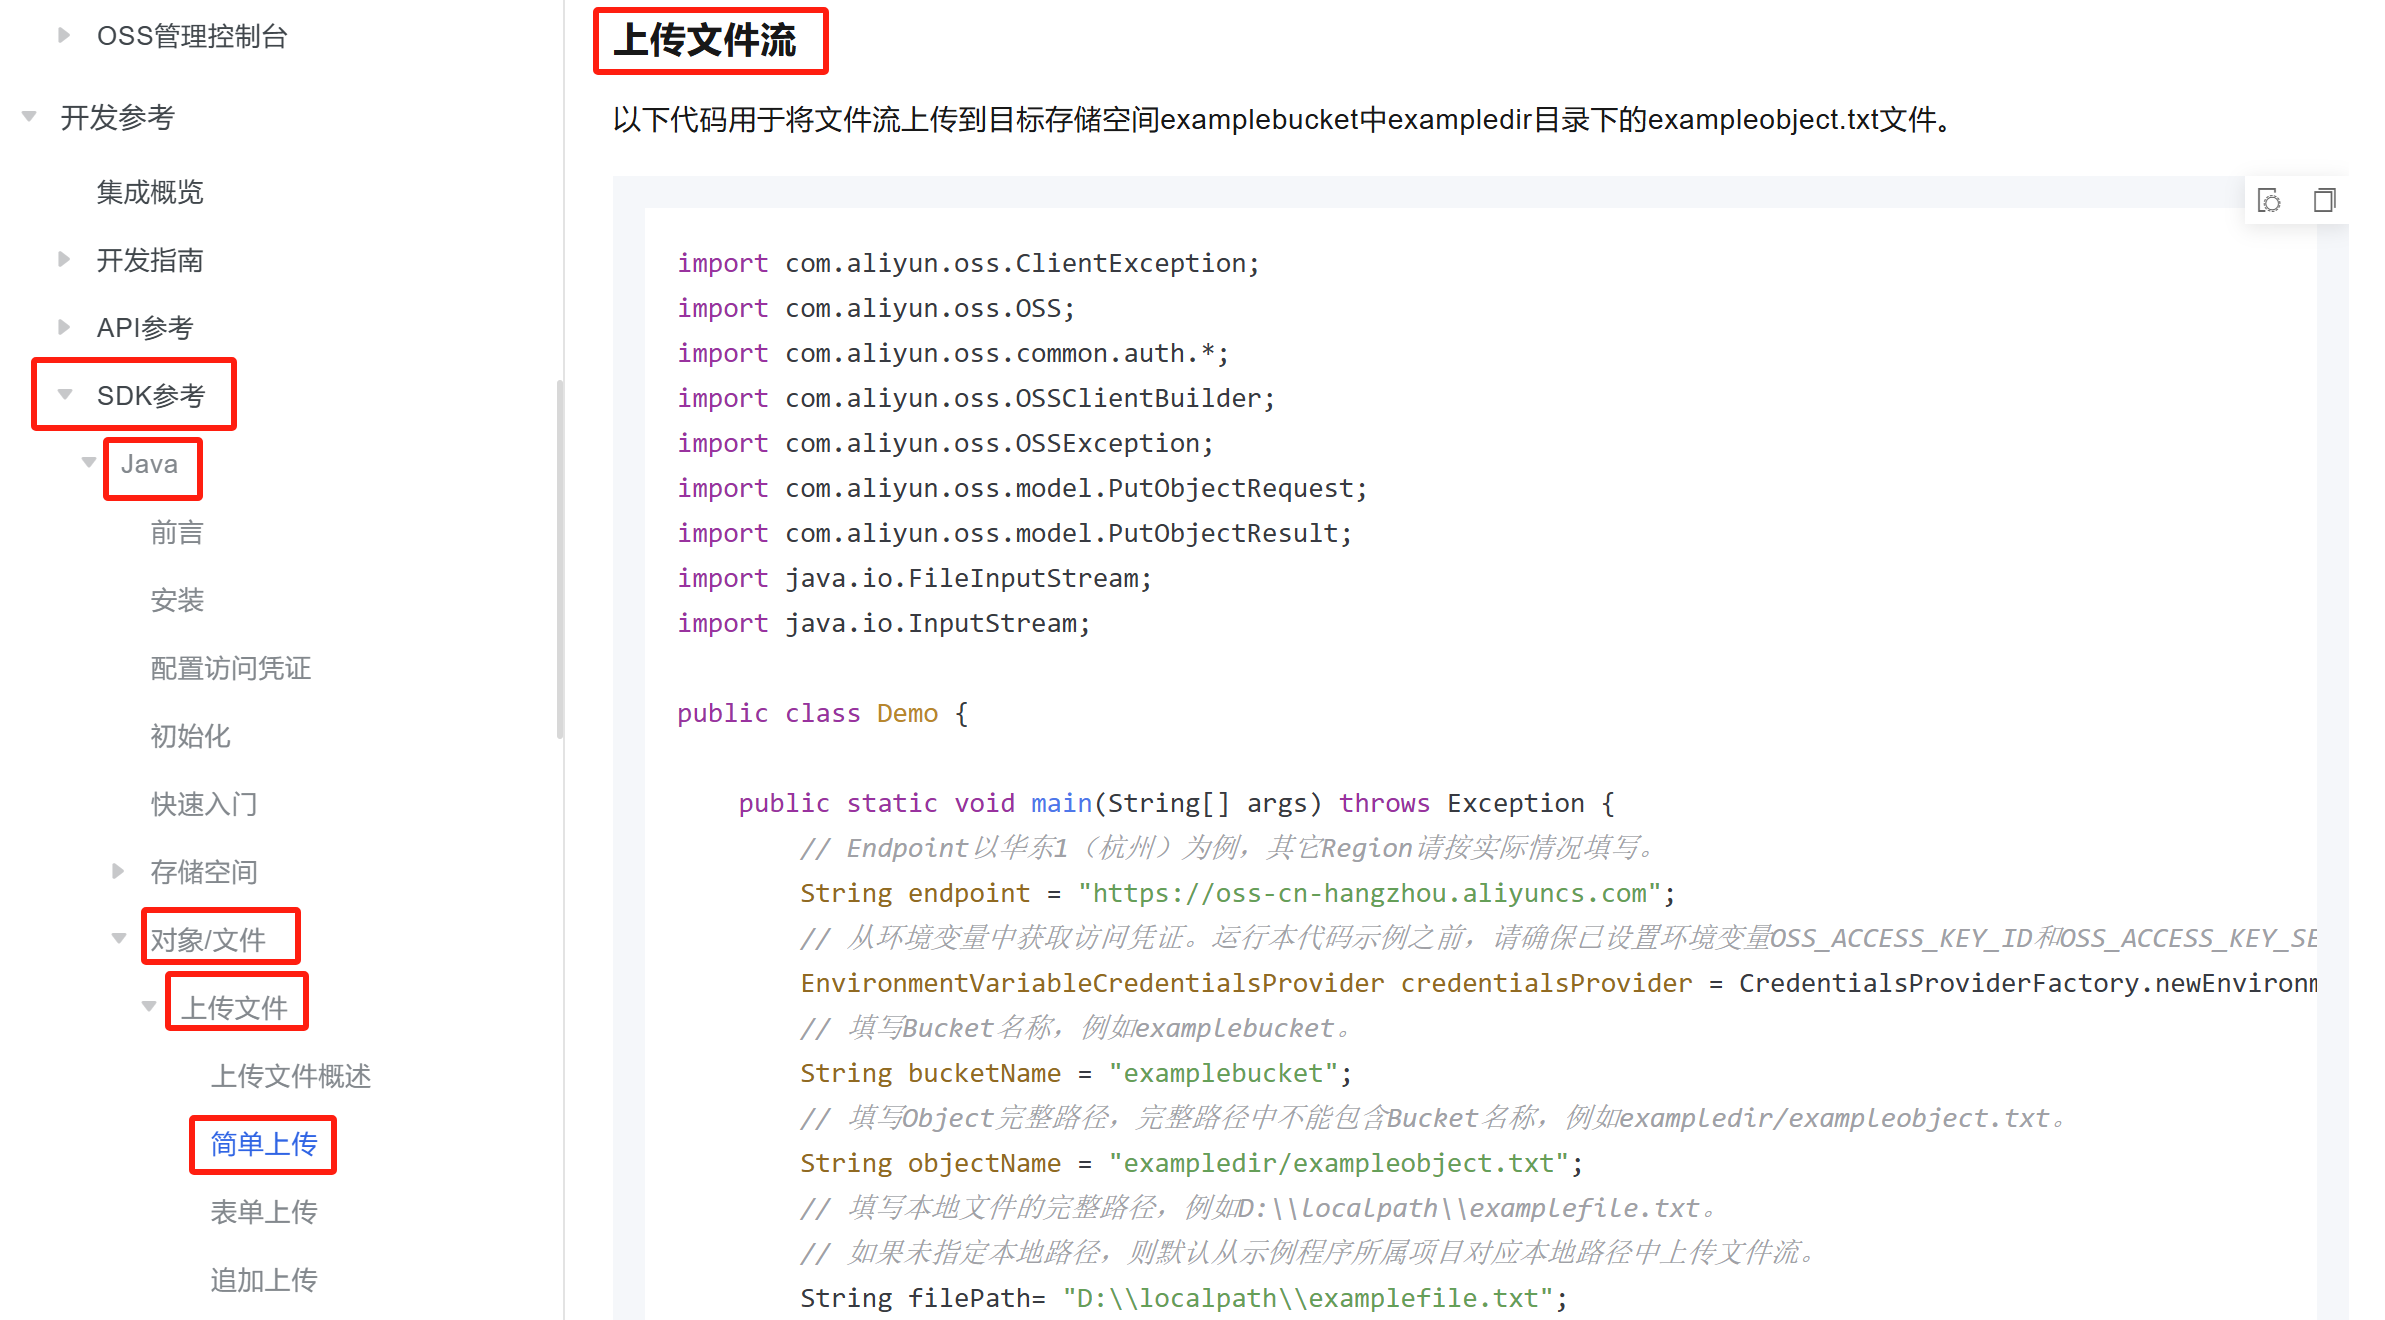 OSS管理控制台
开发参考
集成概览
开发指南
API参考
SDK参考
Java
前言
安装
配置访问凭证
初始化
快速入门
存储空间
对象/文件
上传文件
上传文件概述
简单上传
表单上传
追加上传
上传文件流
以下代码用于将文件流上传到目标存储空间examplebucket中exampledir目录下的exampleobject.txt文件。
import com.aliyun.oss.ClientException;
import com.aliyun.oss.OSS;
import com.aliyun.oss.common.auth.*;
import com.aliyun.oss.OSSClientBuilder;
import com.aliyun.oss.OSSException;
import com.aliyun.oss.model.PutObjectRequest;
import com.aliyun.oss.model.PutObjectResult;
import java.io.FileInputStream;
import java.io.InputStream;
public class Demo {
public static void main(String[] args) throws Exception {
// Endpoint以华东1（杭州）为例，其它Region请按实际情况填写。
String endpoint = "https://oss-cn-hangzhou.aliyuncs.com";
// 从环境变量中获取访问凭证。运行本代码示例之前，请确保已设置环境变量OSS_ACCESS_KEY_ID和OSS_ACCESS_KEY_SE
EnvironmentVariableCredentialsProvider credentialsProvider = CredentialsProviderFactory.newEnvironm
// 填写Bucket名称，例如examplebucket。
String bucketName = "examplebucket";
// 填写Object完整路径，完整路径中不能包含Bucket名称，例如exampledir/exampleobject.txt。
String objectName = "exampledir/exampleobject.txt";
// 填写本地文件的完整路径，例如D:\\localpath\\examplefile.txt。
// 如果未指定本地路径，则默认从示例程序所属项目对应本地路径中上传文件流。
String filePath= "D:\\localpath\\examplefile.txt";